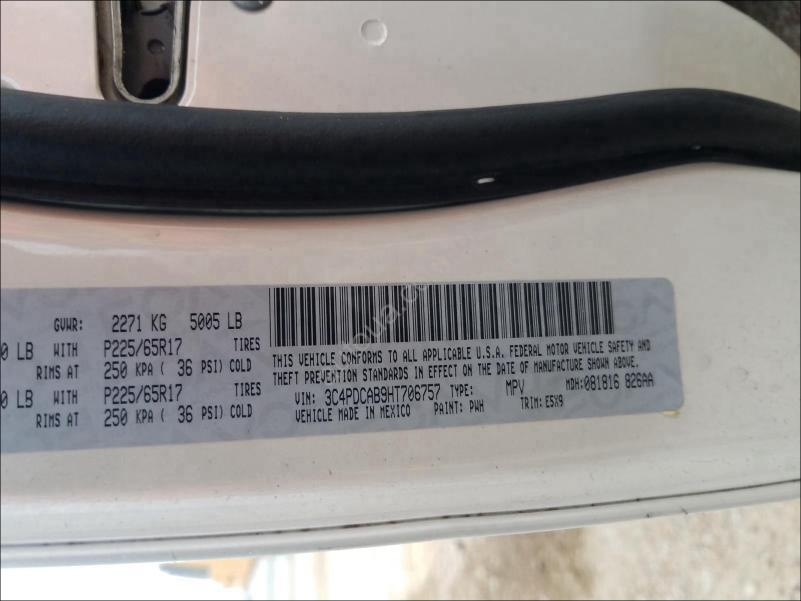 GVWR: 2271 KG 5005 LB
0 LB WITH P225/65R17 TIRES
RIMS AT 250 KPA ( 36 PSI) COLD
0 LB WITH P225/65R17 TIRES
RIMS AT 250 KPA ( 36 PSI) COLD
THIS VEHICLE CONFORMS TO ALL APPLICABLE U.S.A. FEDERAL MOTOR VEHICLE SAFETY AND
THEFT PREVENTION STANDARDS IN EFFECT ON THE DATE OF MANUFACTURE SHOWN ABOVE.
VIN: 3C4PDCAB9HT706757 TYPE: MPV MDH:081816 826AA
VEHICLE MADE IN MEXICO PAINT: PWH TRIM: E5X9